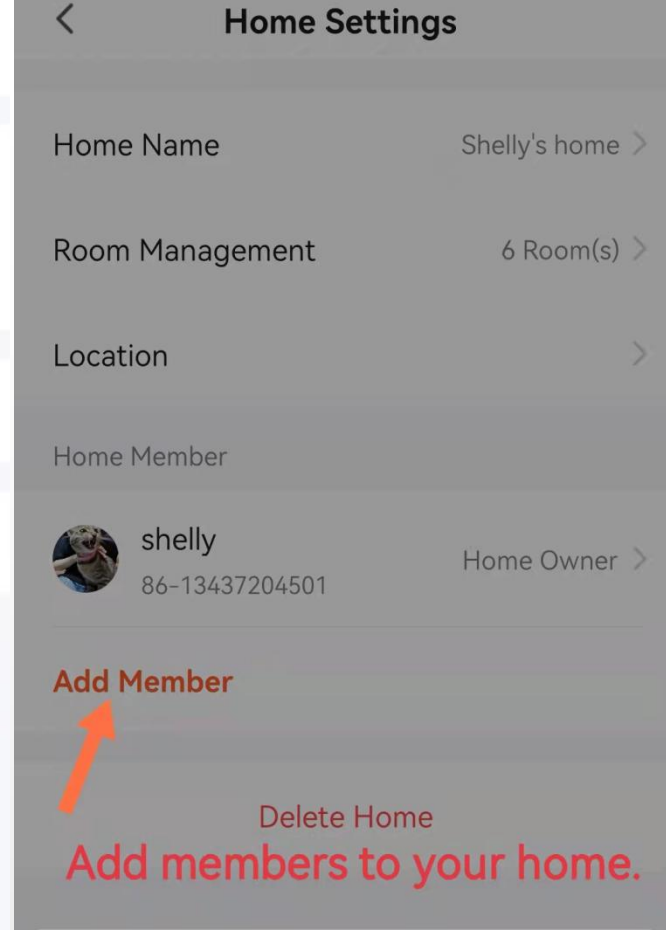 Home Settings
Home Name Shelly's home
Room Management 6 Room(s)
Location
Home Member
shelly
86-13437204501 Home Owner
Add Member
Delete Home
Add members to your home.